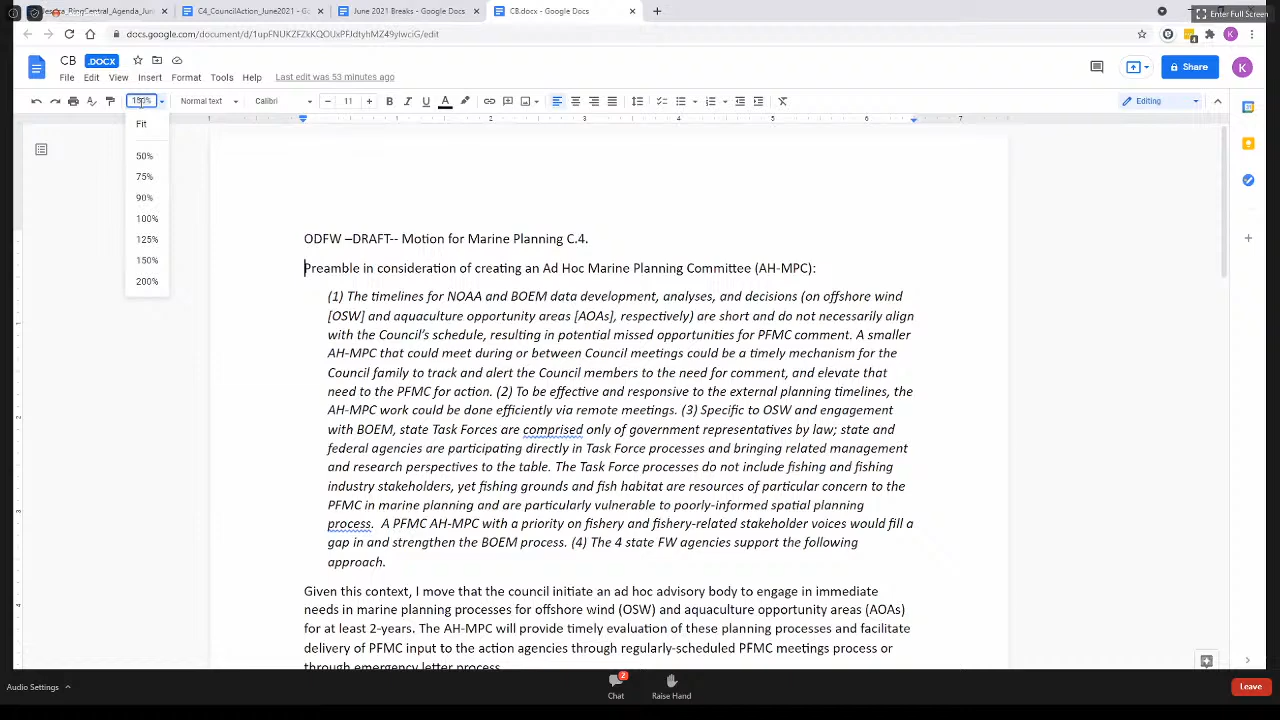 RingCentral_Agenda_Jun
C4_CouncilAction_June2021 - G
June 2021 Breaks - Google Docs
CB.docx - Google Docs
Enter Full Screen
docs.google.com/document/d/1upFNUKZFZkKQOUxPFJdtyhMZ49yiwciG/edit
K
CB .DOCX
File Edit View Insert Format Tools Help Last edit was 53 minutes ago
Share
K
Normal text Calibri 11 B I U A Editing
1 2 3 4 5 6 7
Fit
50%
75%
90%
100%
125%
150%
200%
ODFW –DRAFT-- Motion for Marine Planning C.4.
Preamble in consideration of creating an Ad Hoc Marine Planning Committee (AH-MPC):
(1) The timelines for NOAA and BOEM data development, analyses, and decisions (on offshore wind
[OSW] and aquaculture opportunity areas [AOAs], respectively) are short and do not necessarily align
with the Council's schedule, resulting in potential missed opportunities for PFMC comment. A smaller
AH-MPC that could meet during or between Council meetings could be a timely mechanism for the
Council family to track and alert the Council members to the need for comment, and elevate that
need to the PFMC for action. (2) To be effective and responsive to the external planning timelines, the
AH-MPC work could be done efficiently via remote meetings. (3) Specific to OSW and engagement
with BOEM, state Task Forces are comprised only of government representatives by law; state and
federal agencies are participating directly in Task Force processes and bringing related management
and research perspectives to the table. The Task Force processes do not include fishing and fishing
industry stakeholders, yet fishing grounds and fish habitat are resources of particular concern to the
PFMC in marine planning and are particularly vulnerable to poorly-informed spatial planning
process.  A PFMC AH-MPC with a priority on fishery and fishery-related stakeholder voices would fill a
gap in and strengthen the BOEM process. (4) The 4 state FW agencies support the following
approach.
Given this context, I move that the council initiate an ad hoc advisory body to engage in immediate
needs in marine planning processes for offshore wind (OSW) and aquaculture opportunity areas (AOAs)
for at least 2-years. The AH-MPC will provide timely evaluation of these planning processes and facilitate
delivery of PFMC input to the action agencies through regularly-scheduled PFMC meetings process or
through emergency letter process.
Audio Settings
2
Chat
Raise Hand
Leave